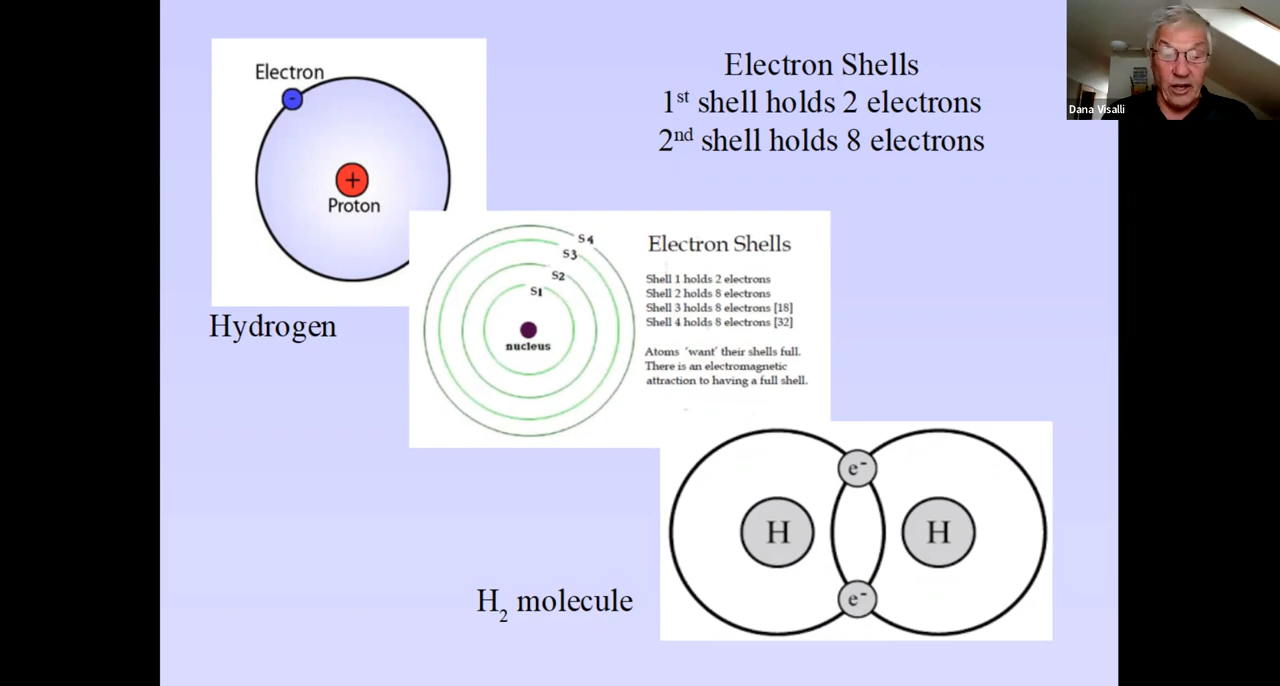 Electron
-
+
Proton
Hydrogen
Electron Shells
1st shell holds 2 electrons
2nd shell holds 8 electrons
Dana Visalli
S4
S3
S2
S1
nucleus
Electron Shells
Shell 1 holds 2 electrons
Shell 2 holds 8 electrons
Shell 3 holds 8 electrons [18]
Shell 4 holds 8 electrons [32]
Atoms 'want' their shells full.
There is an electromagnetic
attraction to having a full shell.
e⁻
H
H
e⁻
H₂ molecule